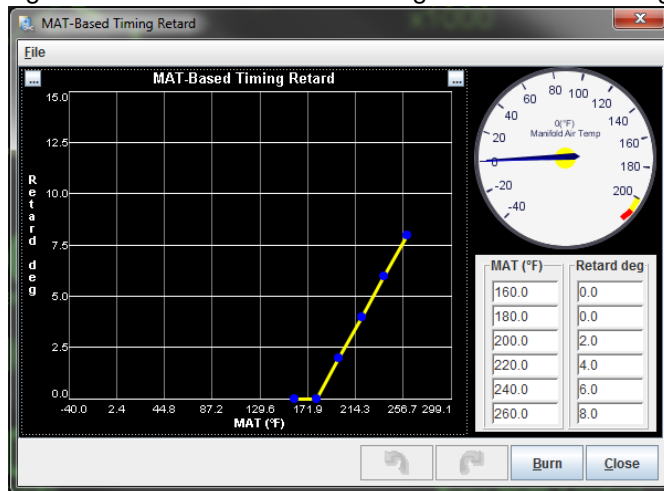 MAT-Based Timing Retard
File
...
MAT-Based Timing Retard
...
15.0
12.5
10.0
7.5
5.0
2.5
0.0
Retard deg
-40.0 2.4 44.8 87.2 129.6 171.9 214.3 256.7 299.1
MAT (°F)
-40
-20
0
20
40
60
80
100
120
140
160
180
200
0(°F)
Manifold Air Temp
MAT (°F) Retard deg
160.0 0.0
180.0 0.0
200.0 2.0
220.0 4.0
240.0 6.0
260.0 8.0
Burn Close